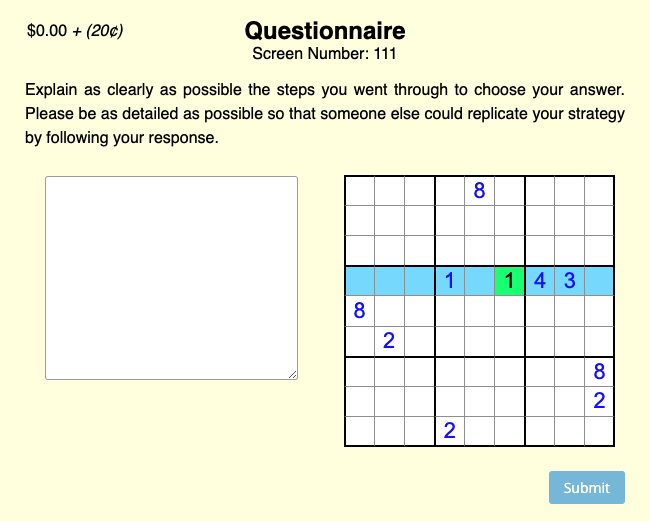 $0.00 + (20¢)
Questionnaire
Screen Number: 111
Explain as clearly as possible the steps you went through to choose your answer.
Please be as detailed as possible so that someone else could replicate your strategy
by following your response.
8
1 1 4 3
8
2
8
2
2
Submit